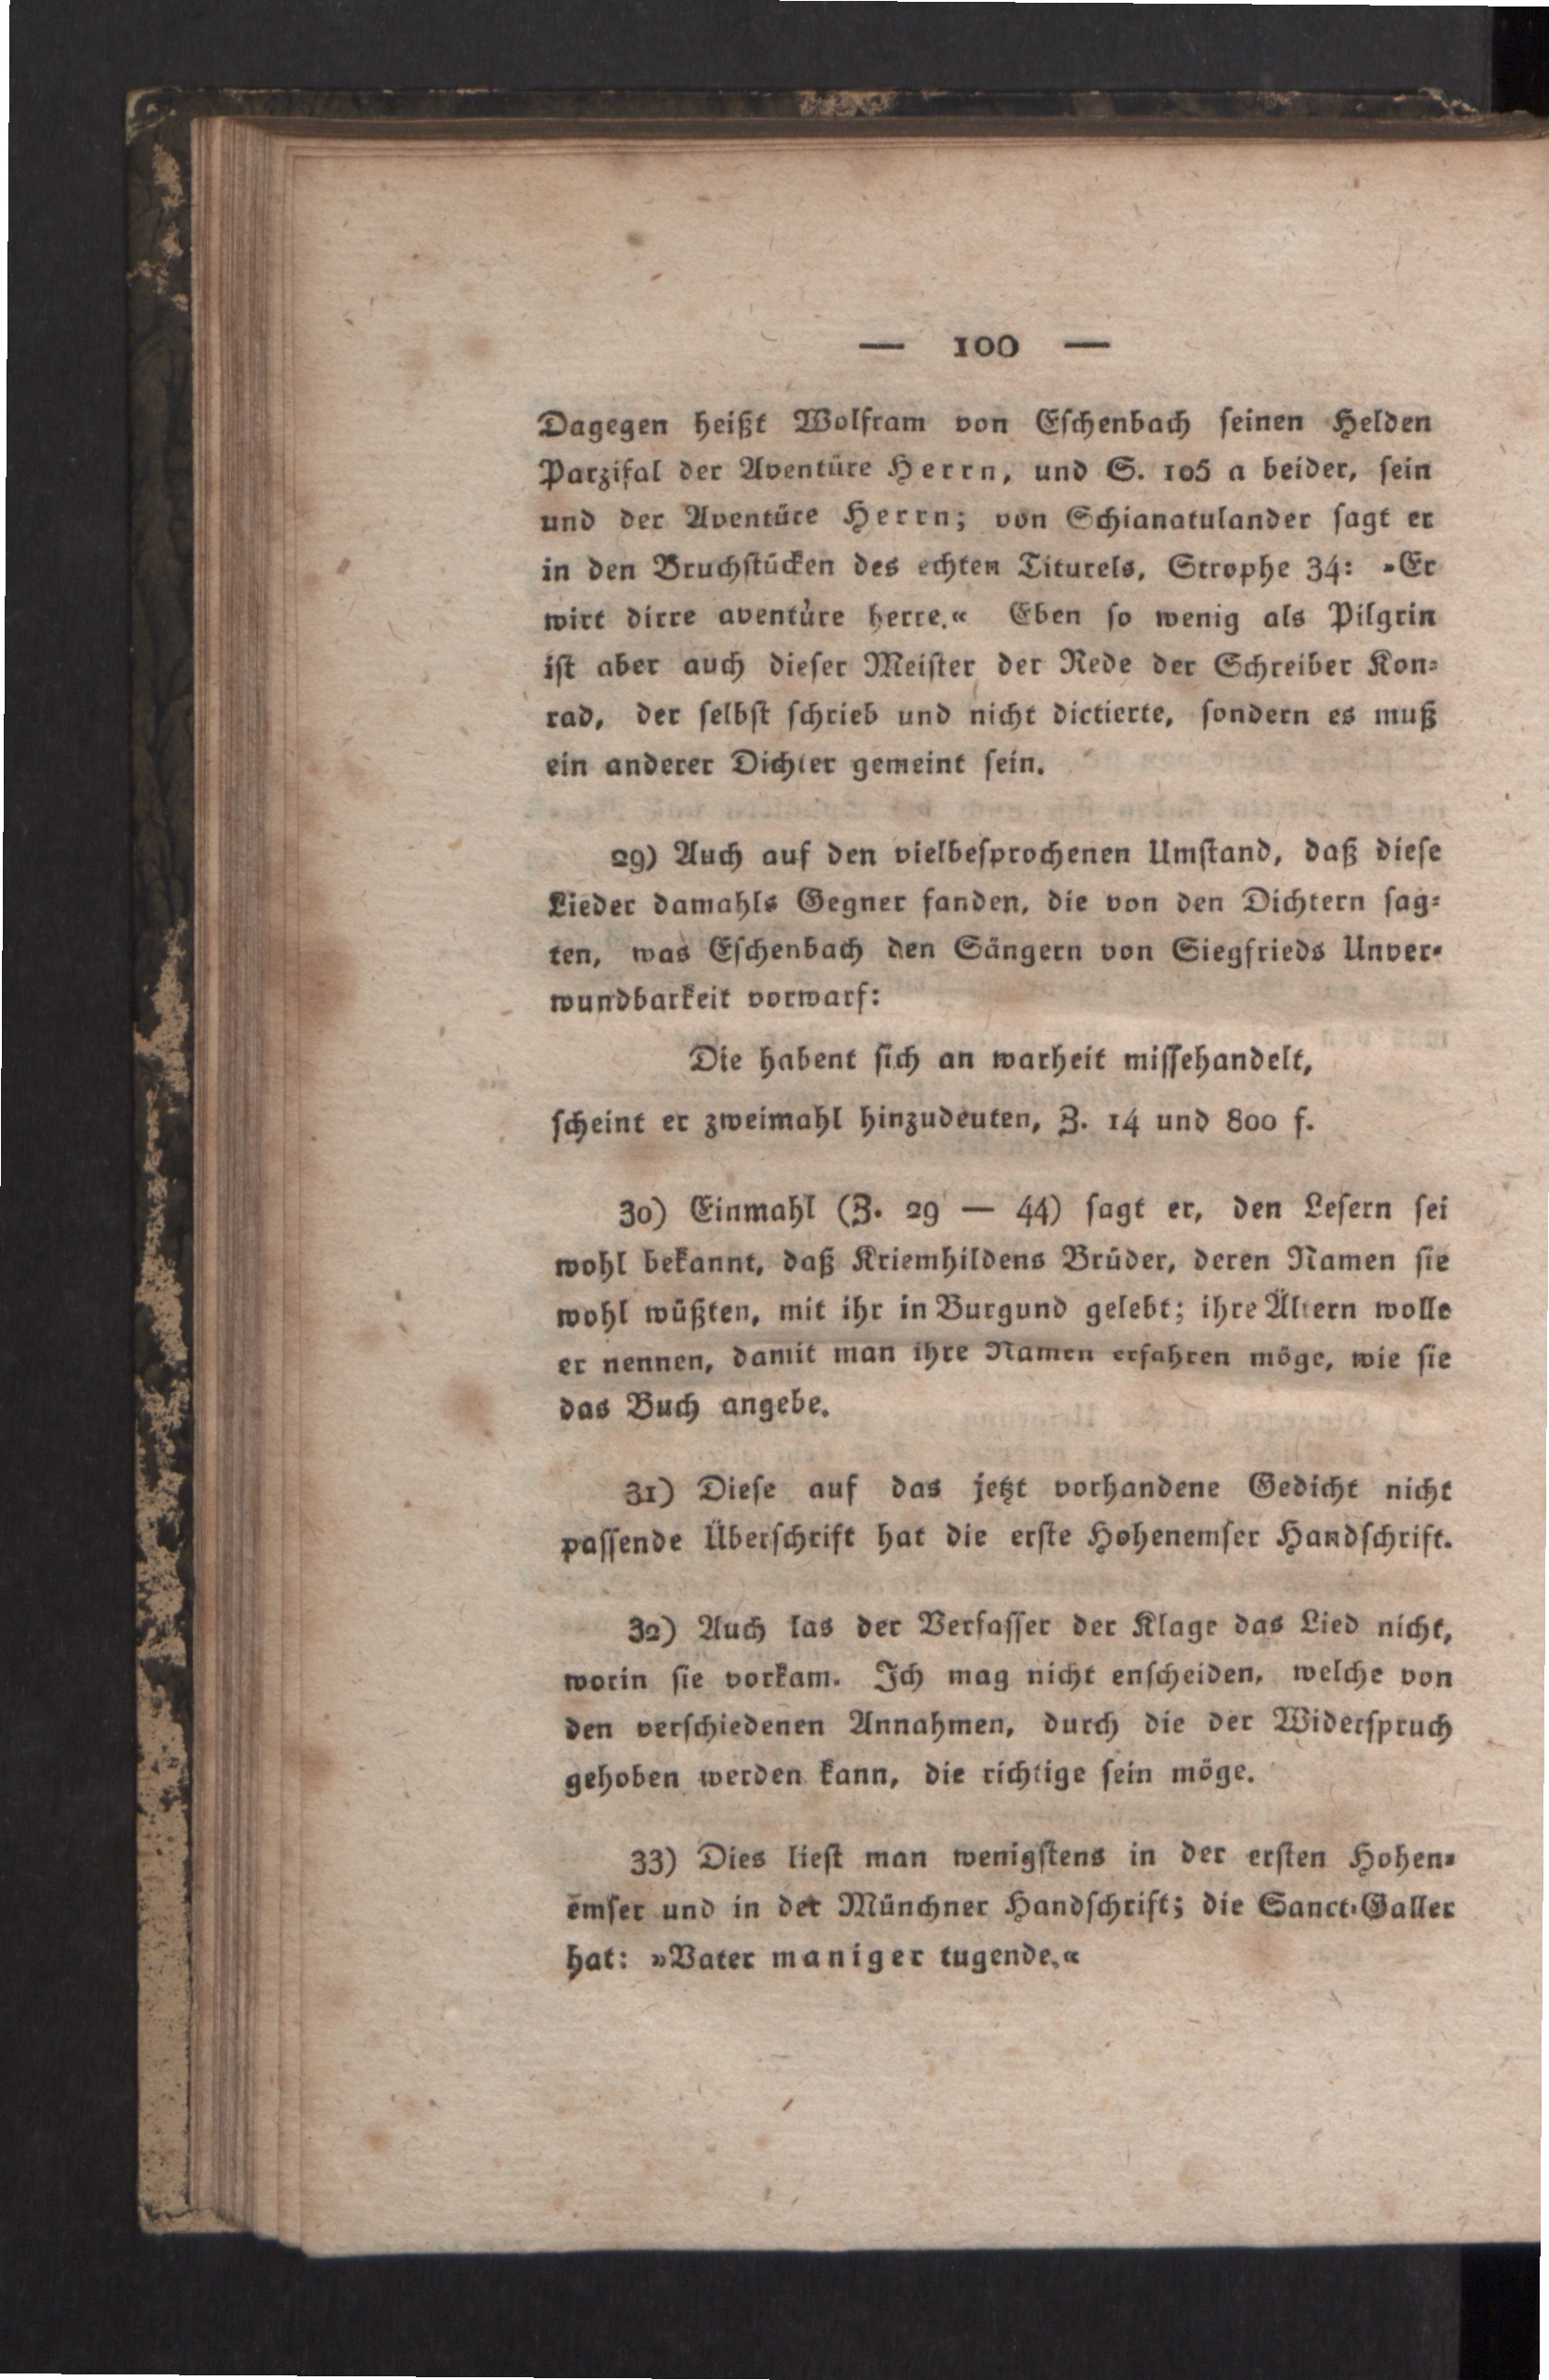 — 100 —
Dagegen heißt Wolfram von Eschenbach seinen Helden
Parzifal der Aventüre Herrn, und S. 105 a beider, sein
und der Aventüre Herrn; von Schianatulander sagt er
in den Bruchstücken des echten Titurels, Strophe 34: »Er
wirt dirre aventùre herre.« Eben so wenig als Pilgrin
ist aber auch dieser Meister der Rede der Schreiber Kon-
rad, der selbst schrieb und nicht dictierte, sondern es muß
ein anderer Dichter gemeint sein.
29) Auch auf den vielbesprochenen Umstand, daß diese
Lieder damahls Gegner fanden, die von den Dichtern sag-
ten, was Eschenbach den Sängern von Siegfrieds Unver-
wundbarkeit vorwarf:
Die habent sich an warheit missehandelt,
scheint er zweimahl hinzudeuten, Z. 14 und 800 f.
30) Einmahl (Z. 29 — 44) sagt er, den Lesern sei
wohl bekannt, daß Kriemhildens Brüder, deren Namen sie
wohl wüßten, mit ihr in Burgund gelebt; ihre Ältern wolle
er nennen, damit man ihre Namen erfahren möge, wie sie
das Buch angebe.
31) Diese auf das jetzt vorhandene Gedicht nicht
passende Überschrift hat die erste Hohenemser Handschrift.
32) Auch las der Verfasser der Klage das Lied nicht,
worin sie vorkam. Ich mag nicht enscheiden, welche von
den verschiedenen Annahmen, durch die der Widerspruch
gehoben werden kann, die richtige sein möge.
33) Dies liest man wenigstens in der ersten Hohen-
emser und in der Münchner Handschrift; die Sanct-Galler
hat: »Vater maniger tugende.«